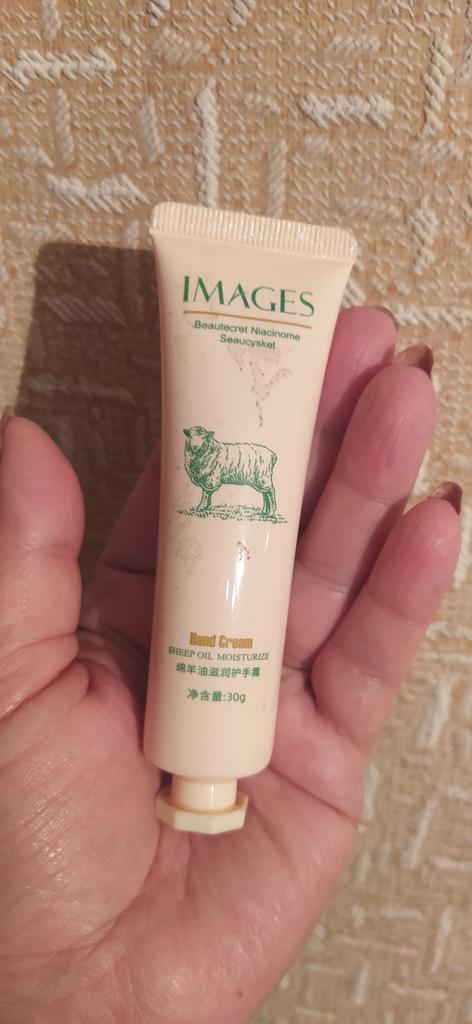 IMAGES
Beautecret Niacinome
Seaucysket
Hand Cream
SHEEP OIL MOISTURIZE
绵羊油滋润护手霜
净含量:30g